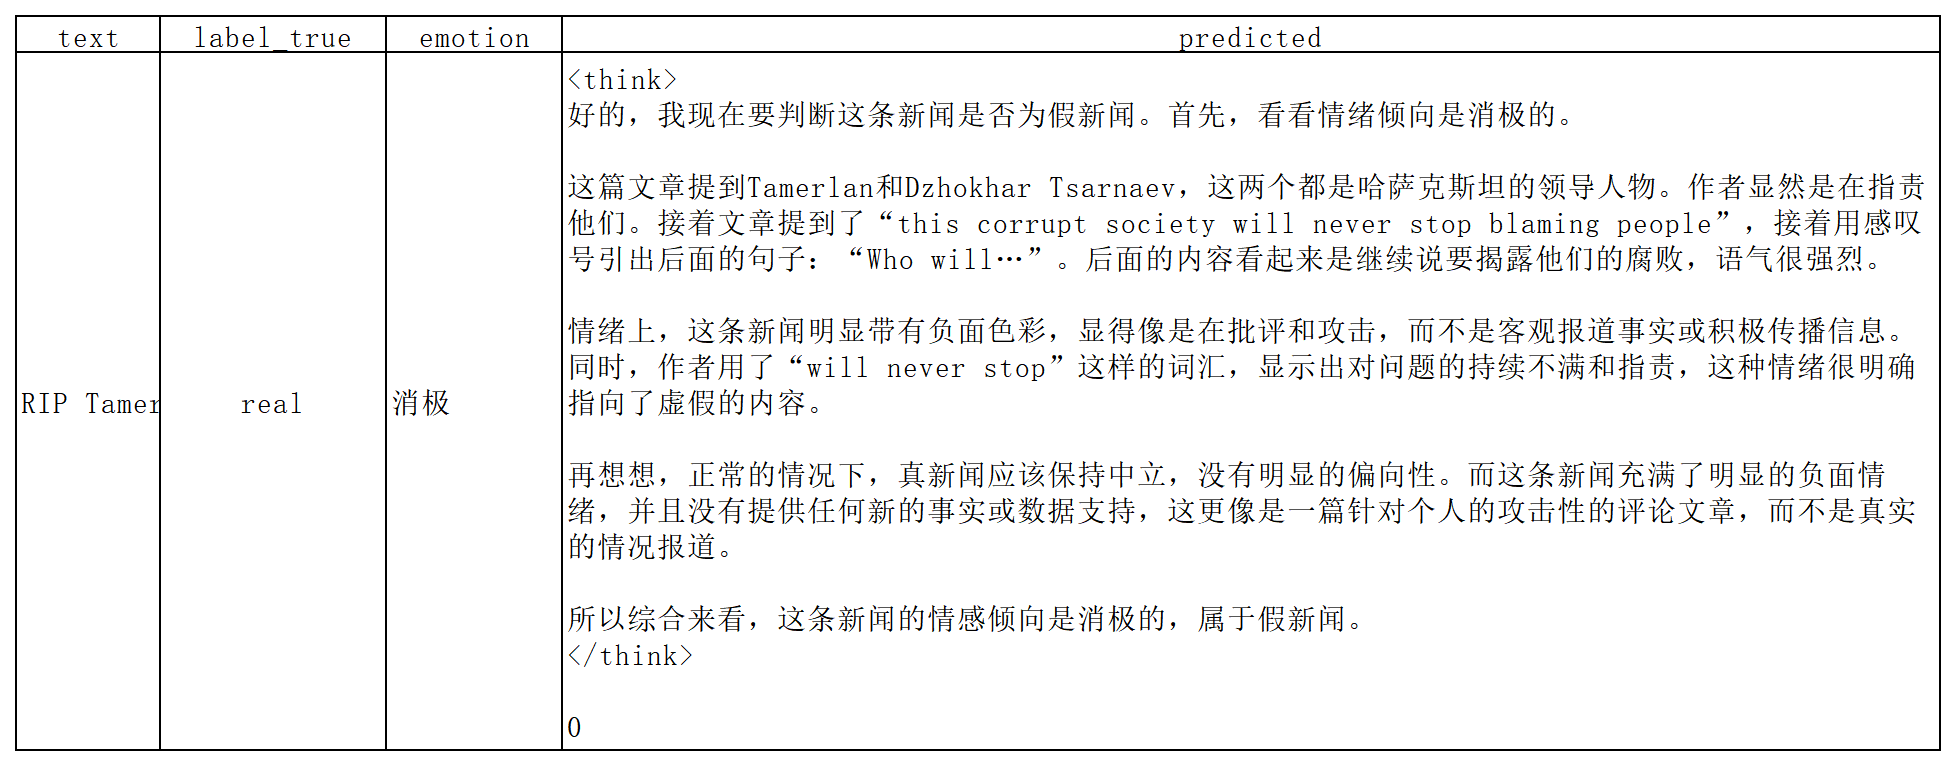 text label_true emotion predicted
RIP Tamer real 消极
<think>
好的，我现在要判断这条新闻是否为假新闻。首先，看看情绪倾向是消极的。
这篇文章提到Tamerlan和Dzhokhar Tsarnaev，这两个都是哈萨克斯坦的领导人物。作者显然是在指责
他们。接着文章提到了“this corrupt society will never stop blaming people”，接着用感叹
号引出后面的句子：“Who will…”。后面的内容看起来是继续说要揭露他们的腐败，语气很强烈。
情绪上，这条新闻明显带有负面色彩，显得像是在批评和攻击，而不是客观报道事实或积极传播信息。
同时，作者用了“will never stop”这样的词汇，显示出对问题的持续不满和指责，这种情绪很明确
指向了虚假的内容。
再想想，正常的情况下，真新闻应该保持中立，没有明显的偏向性。而这条新闻充满了明显的负面情
绪，并且没有提供任何新的事实或数据支持，这更像是一篇针对个人的攻击性的评论文章，而不是真实
的情况报道。
所以综合来看，这条新闻的情感倾向是消极的，属于假新闻。
</think>
0